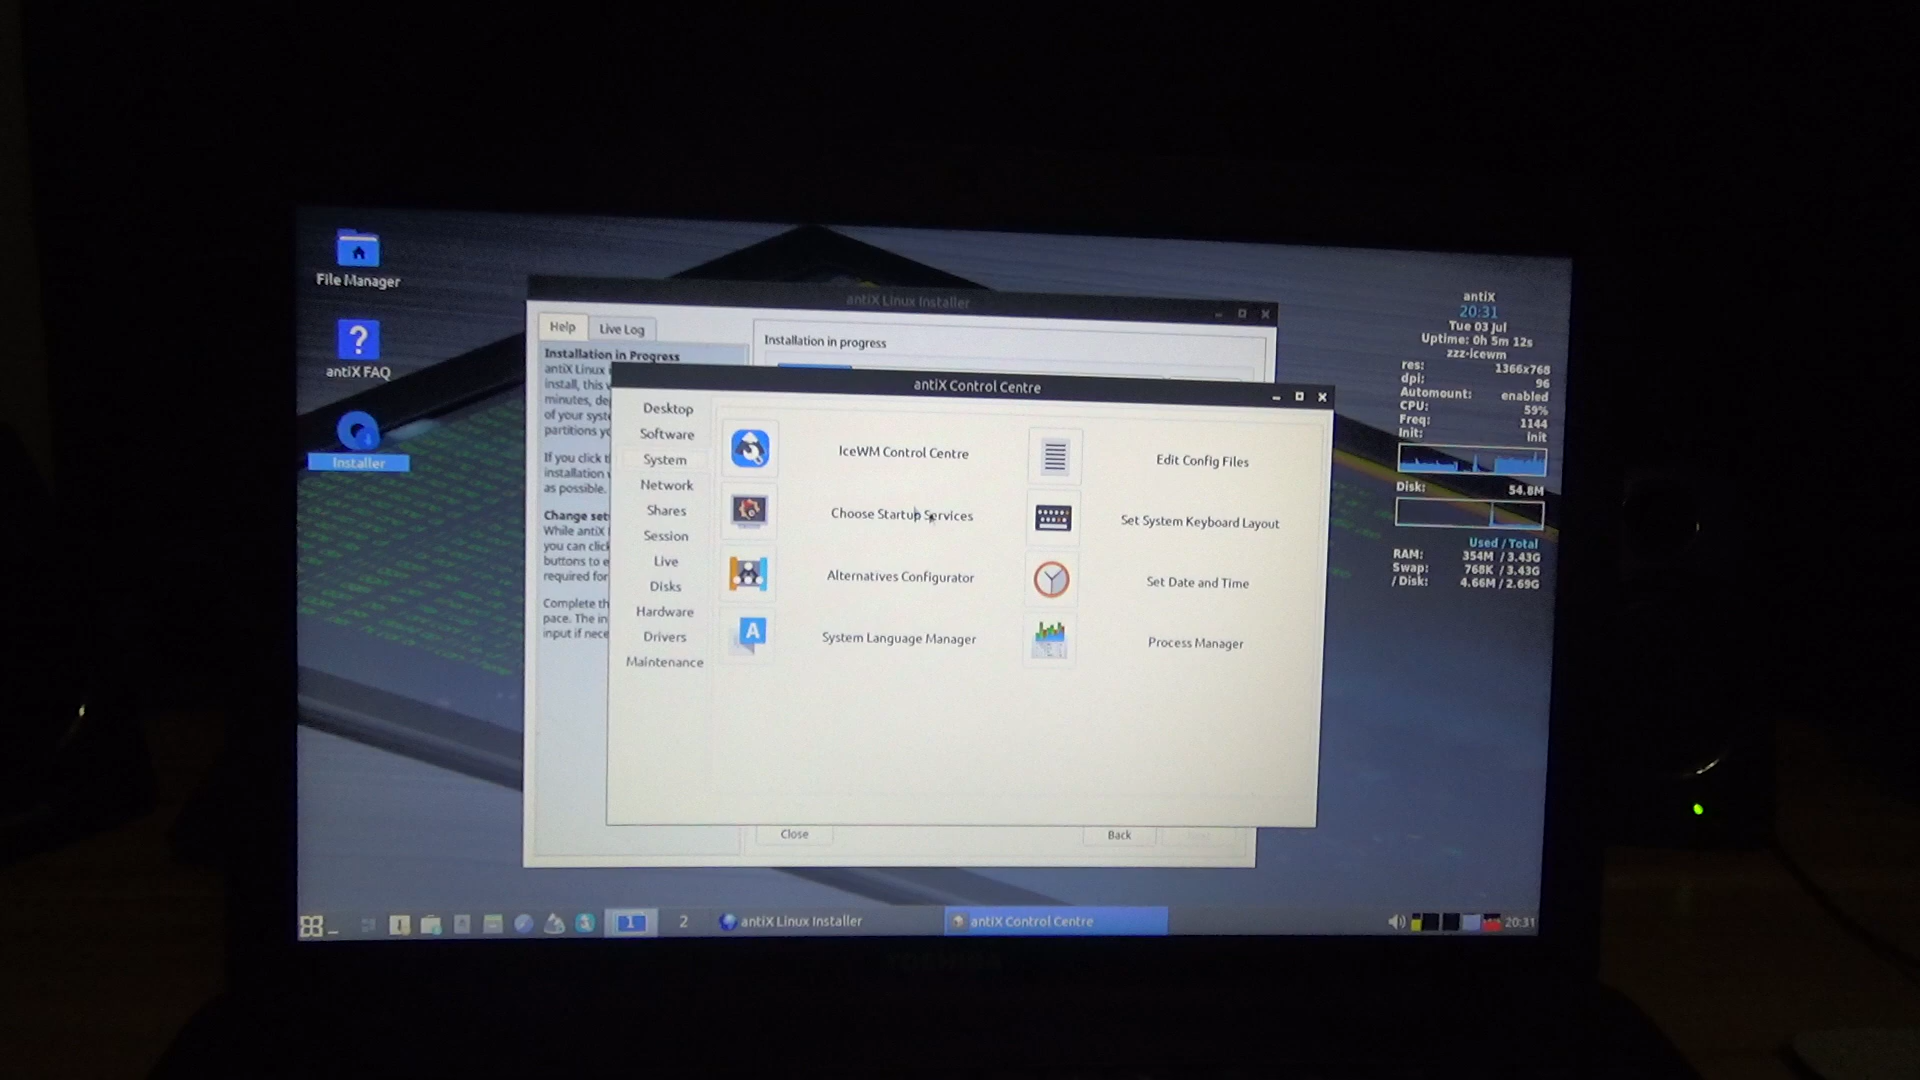 File Manager
antiX FAQ
Installer
antiX Linux Installer
Help
Live Log
Installation in Progress
antiX Linux
install, this
minutes, de
of your syst
partitions yo
If you click t
installation
as possible.
Change set
While antiX
you can click
buttons to e
required for
Complete th
pace. The in
input if nece
Installation in progress
Close
Back
antiX Control Centre
Desktop
Software
System
Network
Shares
Session
Live
Disks
Hardware
Drivers
Maintenance
IceWM Control Centre
Edit Config Files
Choose Startup Services
Set System Keyboard Layout
Alternatives Configurator
Set Date and Time
System Language Manager
Process Manager
antiX
20:31
Tue 03 Jul
Uptime: 0h 5m 12s
zzz-icewm
res: 1366x768
dpi: 96
Automount: enabled
CPU: 59%
Freq: 1144
Init: init
Disk: 54.8M
Used / Total
RAM: 354M / 3.43G
Swap: 768K / 3.43G
/ Disk: 4.66M / 2.69G
1
2
antiX Linux Installer
antiX Control Centre
20:31
TOSHIBA